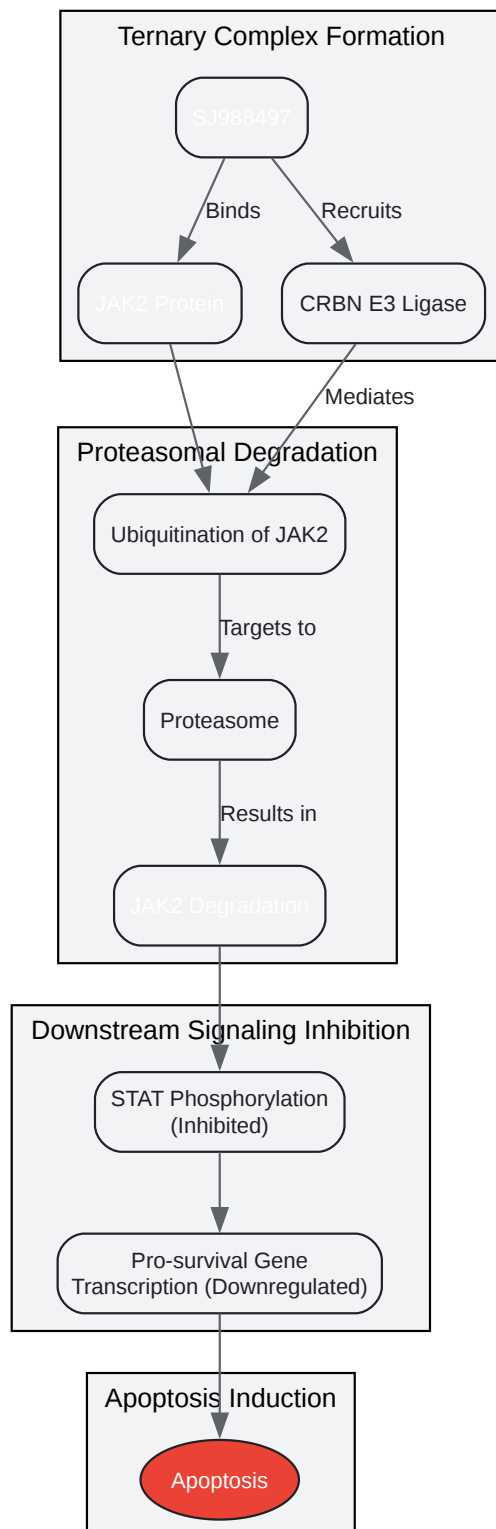 Ternary Complex Formation
SJ988497
Binds
Recruits
JAK2 Protein
CRBN E3 Ligase
Mediates
Proteasomal Degradation
Ubiquitination of JAK2
Targets to
Proteasome
Results in
JAK2 Degradation
Downstream Signaling Inhibition
STAT Phosphorylation
(Inhibited)
Pro-survival Gene
Transcription (Downregulated)
Apoptosis Induction
Apoptosis